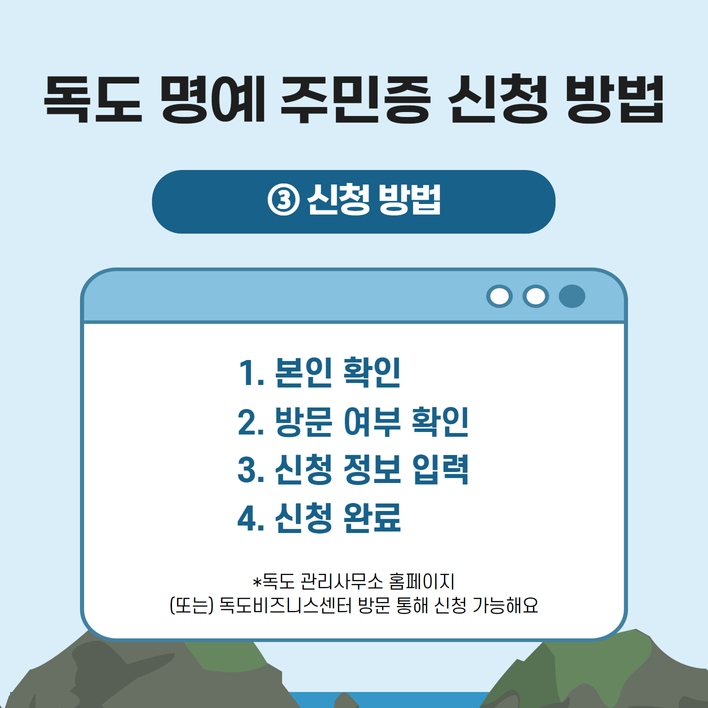 독도 명예 주민증 신청 방법
③ 신청 방법
1. 본인 확인
2. 방문 여부 확인
3. 신청 정보 입력
4. 신청 완료
*독도 관리사무소 홈페이지
(또는) 독도비즈니스센터 방문 통해 신청 가능해요